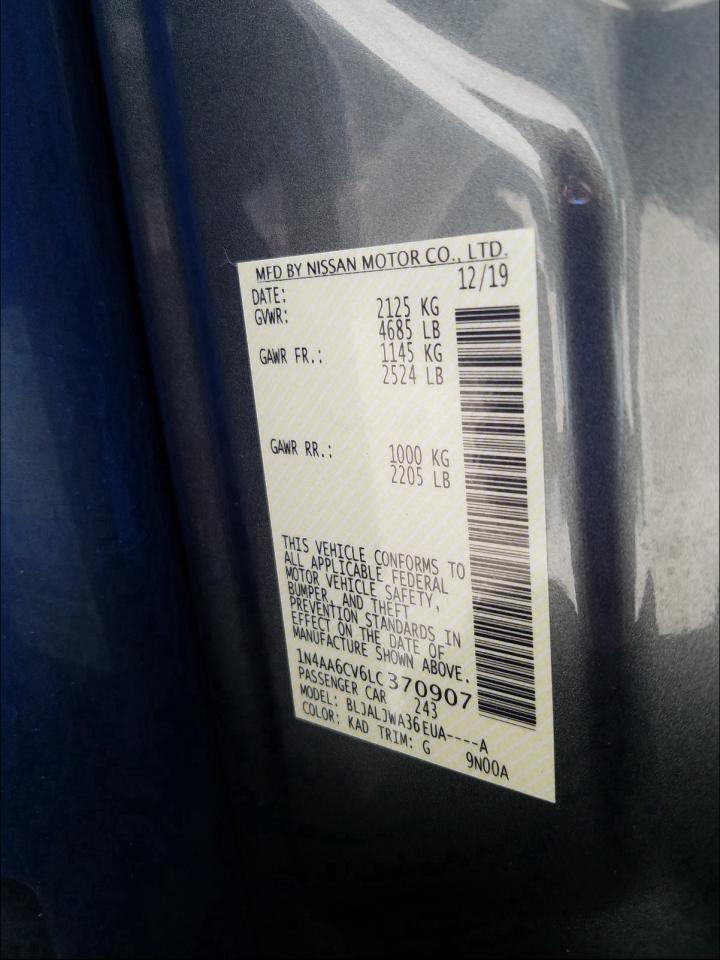 MFD BY NISSAN MOTOR CO., LTD.
DATE: 12/19
GVWR: 2125 KG
4685 LB
GAWR FR.: 1145 KG
2524 LB
GAWR RR.: 1000 KG
2205 LB
THIS VEHICLE CONFORMS TO
ALL APPLICABLE FEDERAL
MOTOR VEHICLE SAFETY,
BUMPER, AND THEFT
PREVENTION STANDARDS IN
EFFECT ON THE DATE OF
MANUFACTURE SHOWN ABOVE.
1N4AA6CV6LC370907
PASSENGER CAR 243
MODEL: BLJALJWA36EUA----A
COLOR: KAD TRIM: G 9N00A